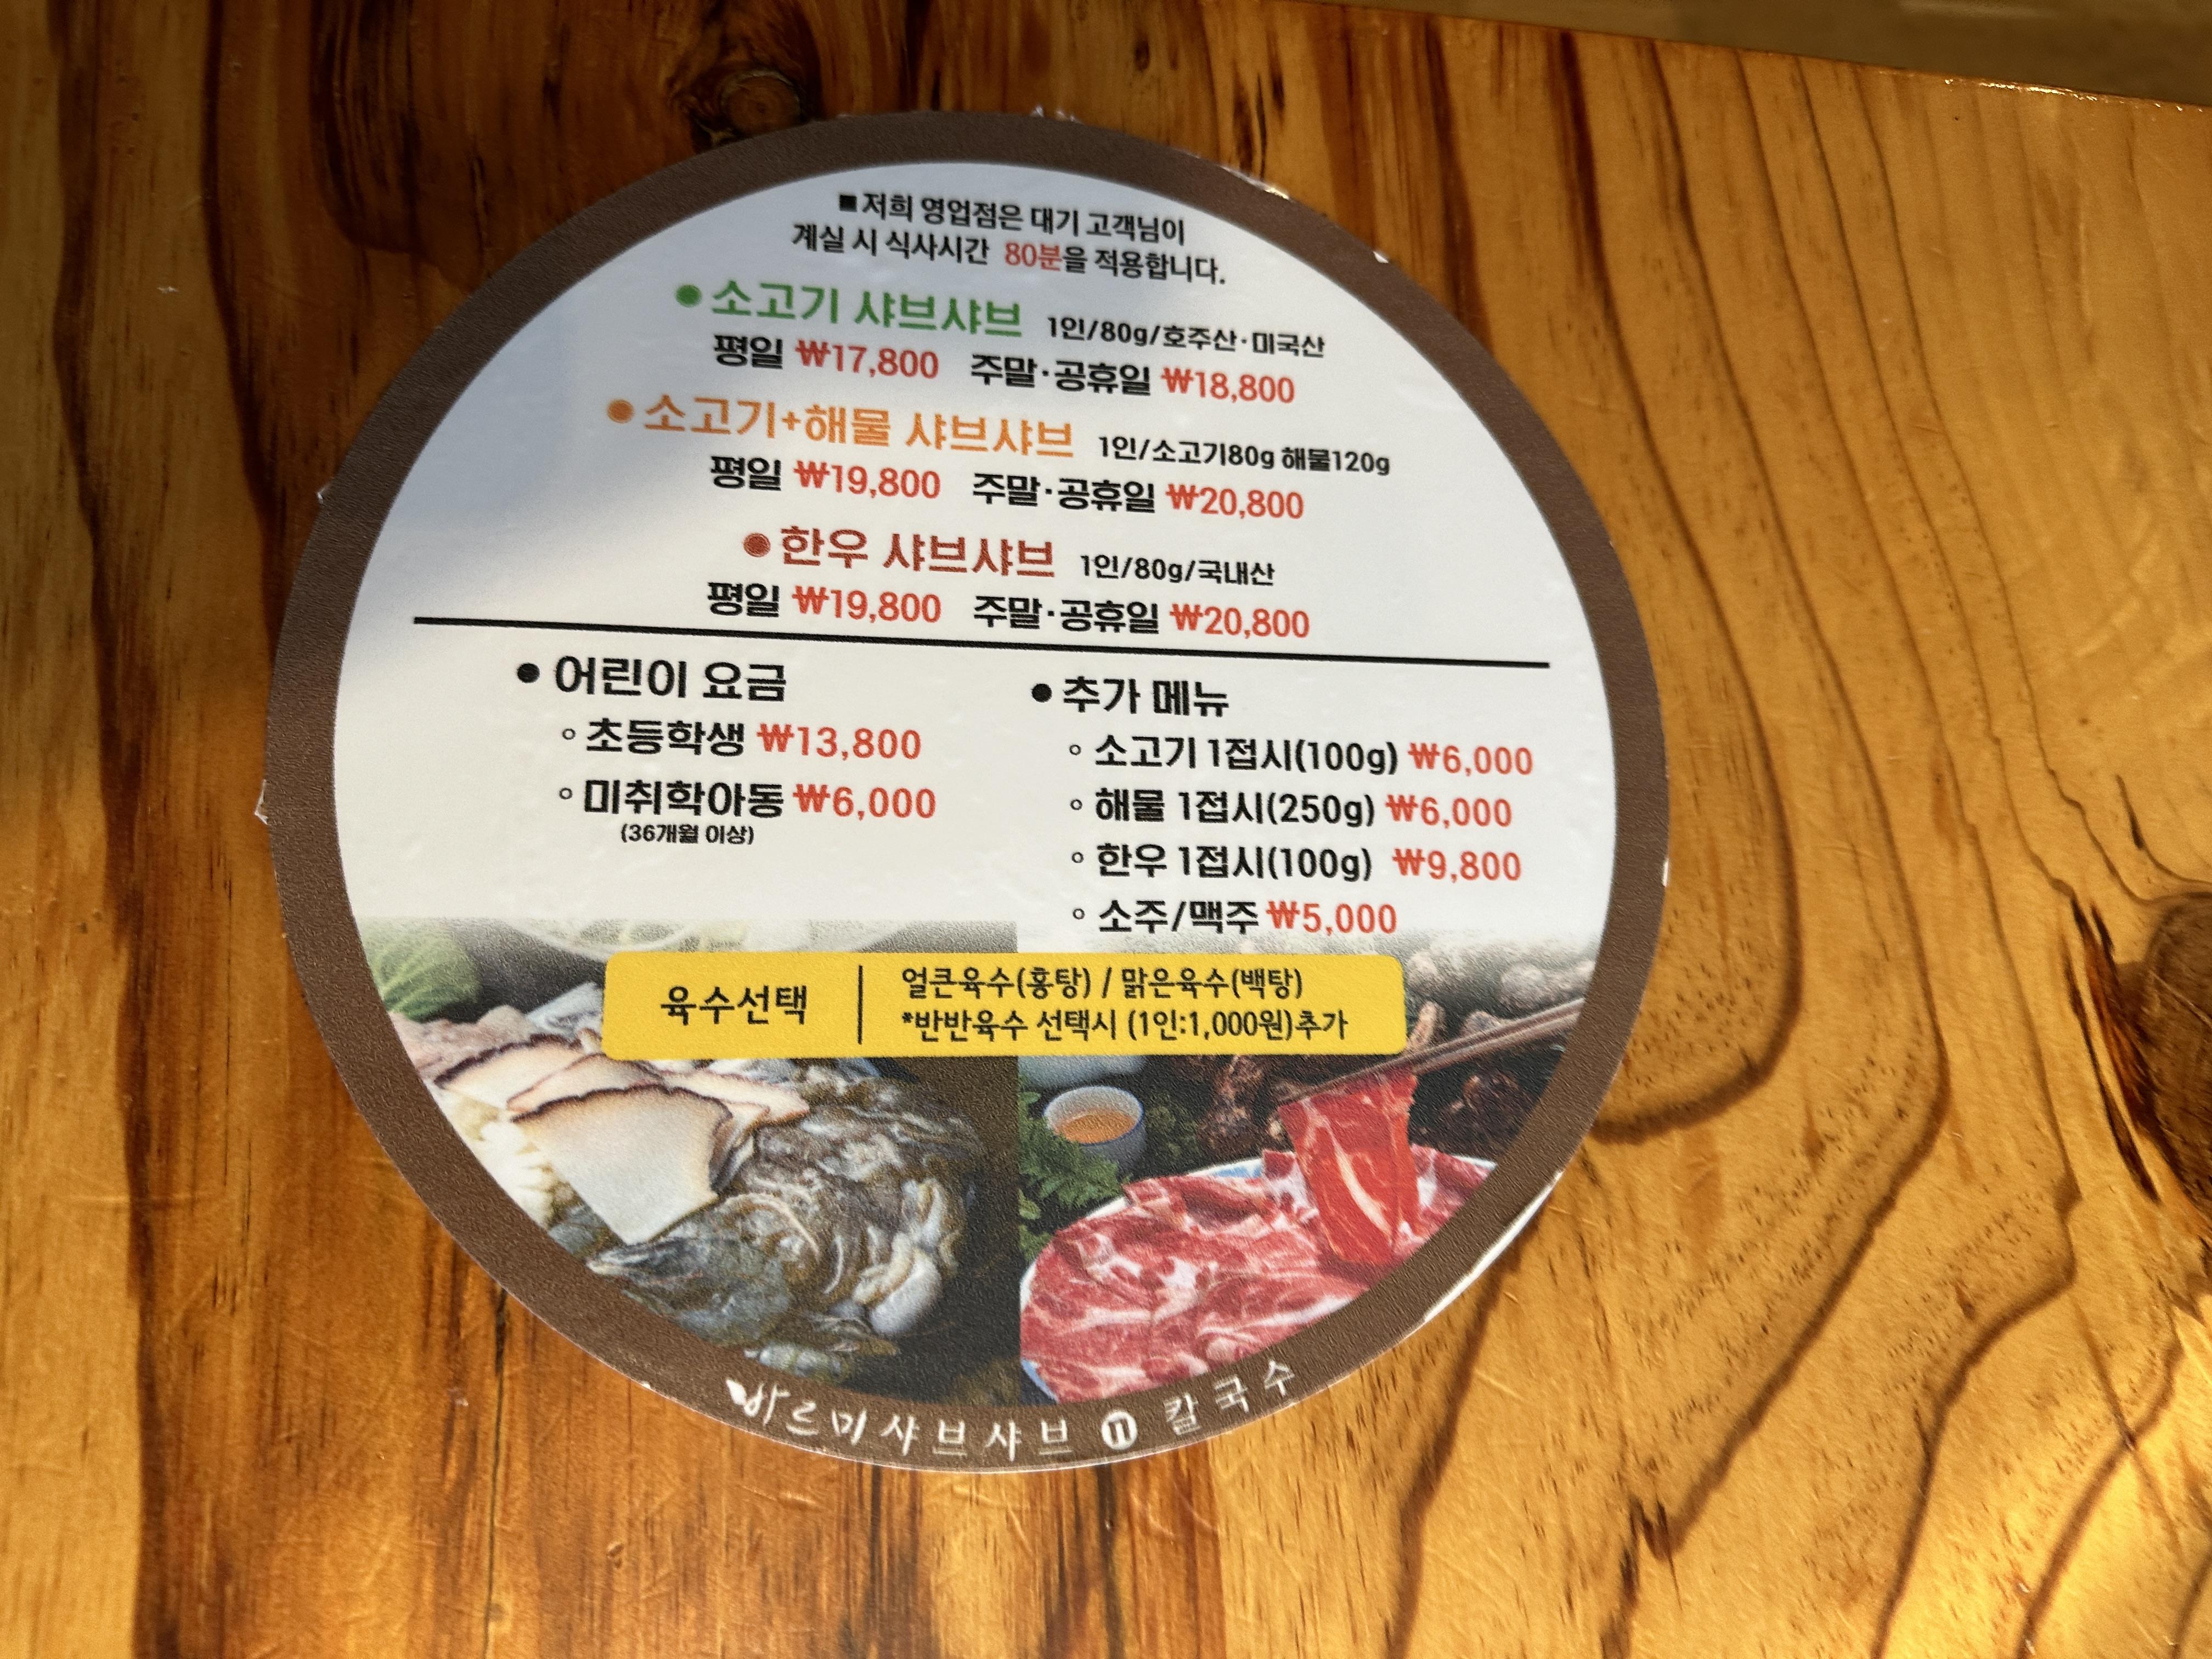 ■저희 영업점은 대기 고객님이
계실 시 식사시간 80분을 적용합니다.
●소고기 샤브샤브 1인/80g/호주산·미국산
평일 ₩17,800 주말·공휴일 ₩18,800
●소고기+해물 샤브샤브 1인/소고기80g 해물120g
평일 ₩19,800 주말·공휴일 ₩20,800
●한우 샤브샤브 1인/80g/국내산
평일 ₩19,800 주말·공휴일 ₩20,800
● 어린이 요금
◦ 초등학생 ₩13,800
◦ 미취학아동 ₩6,000
(36개월 이상)
● 추가 메뉴
◦ 소고기 1접시(100g) ₩6,000
◦ 해물 1접시(250g) ₩6,000
◦ 한우 1접시(100g) ₩9,800
◦ 소주/맥주 ₩5,000
육수선택
얼큰육수(홍탕) / 맑은육수(백탕)
*반반육수 선택시 (1인:1,000원)추가
바르미샤브샤브 n 칼국수